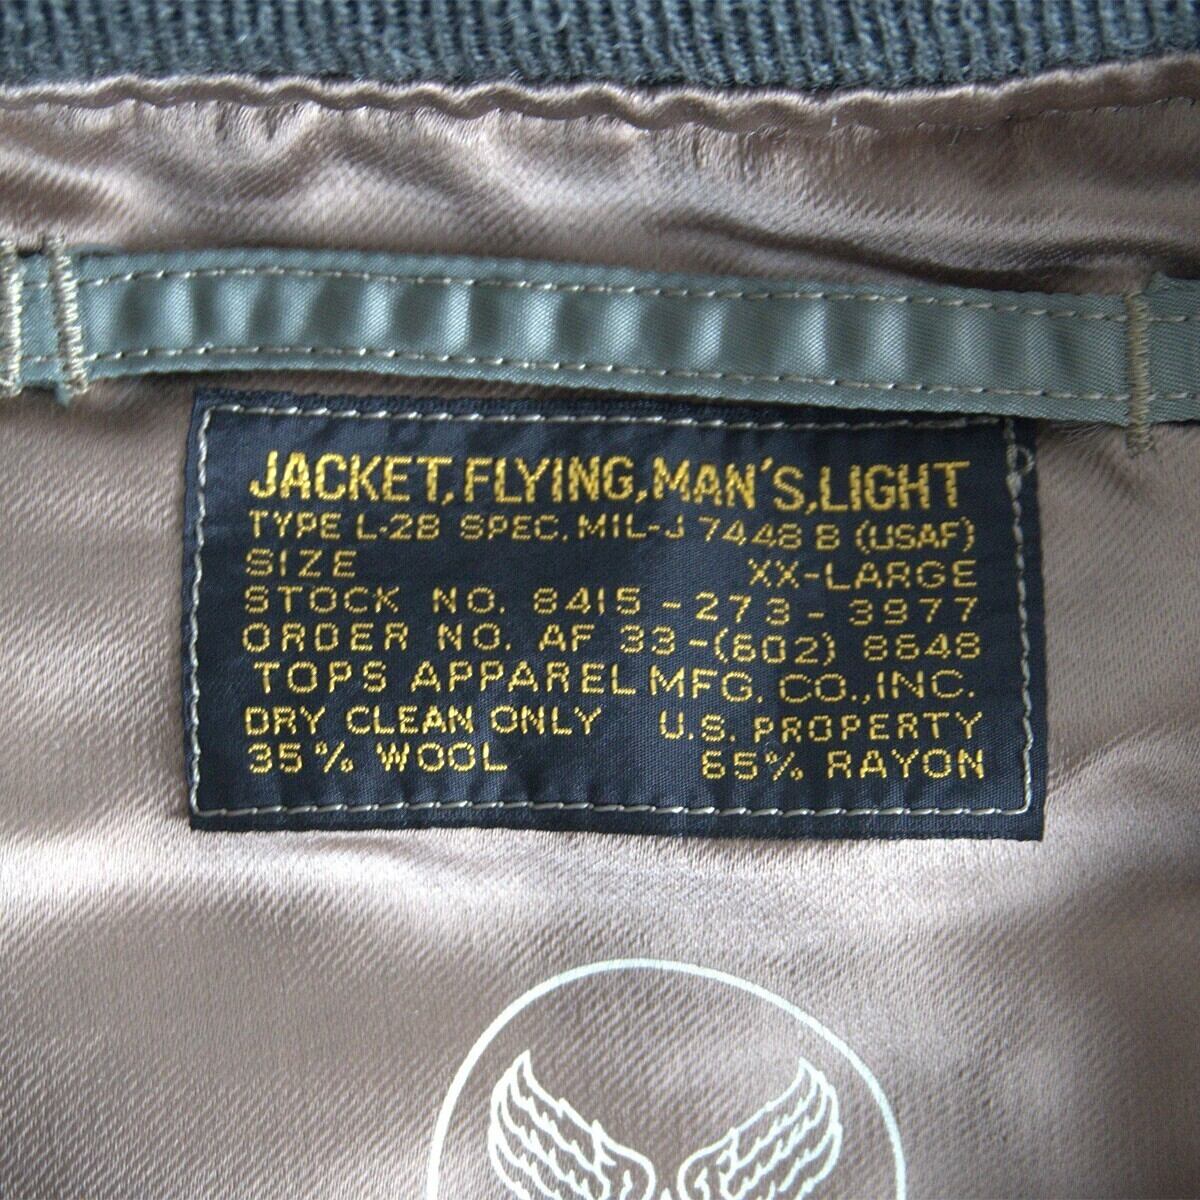 JACKET, FLYING, MAN'S, LIGHT
TYPE L-2B SPEC. MIL-J 7448 B (USAF)
SIZE XX-LARGE
STOCK NO. 8415-273-3977
ORDER NO. AF 33-(602) 8648
TOPS APPAREL MFG. CO., INC.
DRY CLEAN ONLY U.S. PROPERTY
35% WOOL 65% RAYON